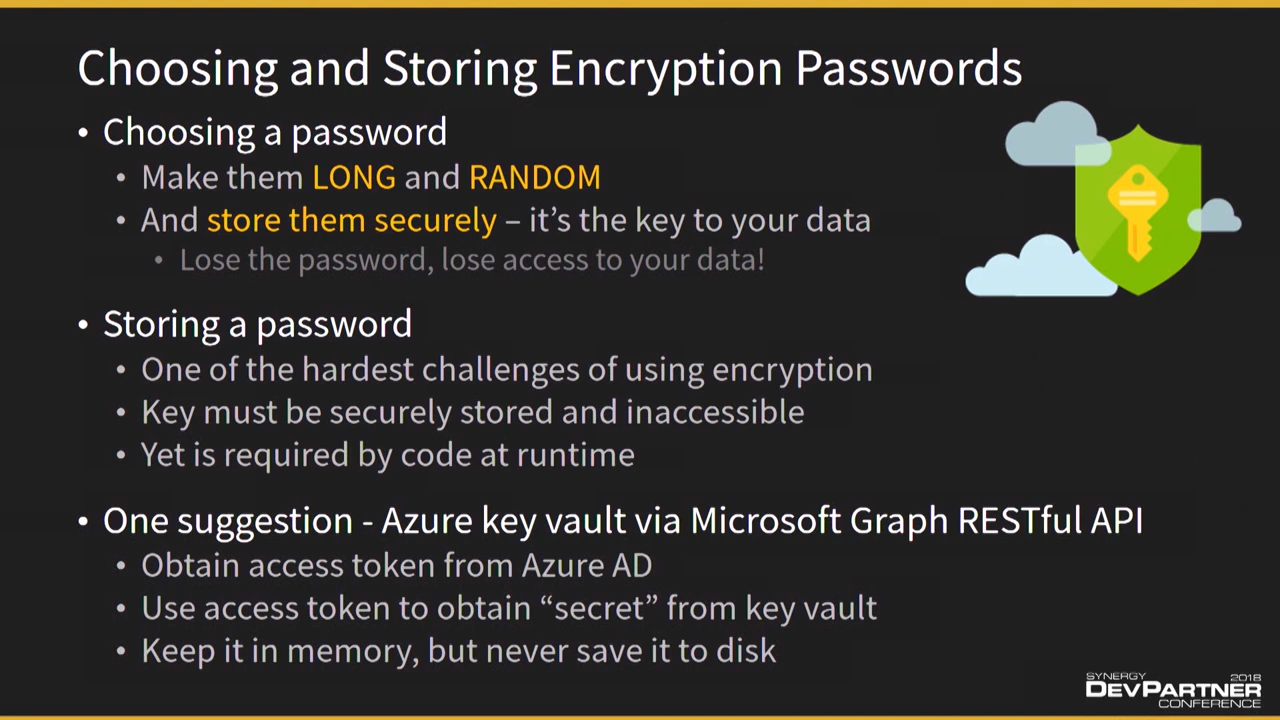 Choosing and Storing Encryption Passwords
• Choosing a password
• Make them LONG and RANDOM
• And store them securely – it’s the key to your data
• Lose the password, lose access to your data!
• Storing a password
• One of the hardest challenges of using encryption
• Key must be securely stored and inaccessible
• Yet is required by code at runtime
• One suggestion - Azure key vault via Microsoft Graph RESTful API
• Obtain access token from Azure AD
• Use access token to obtain “secret” from key vault
• Keep it in memory, but never save it to disk
SYNERGY 2018
DEVPARTNER
CONFERENCE